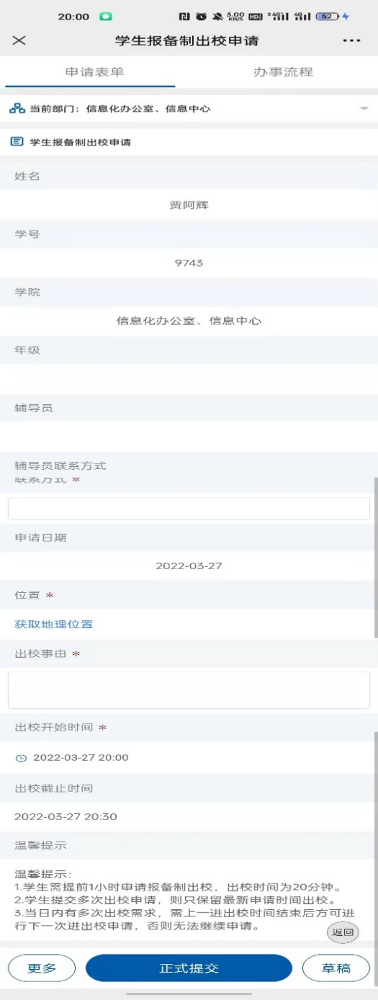 20:00
3.00 KB/S HD2 4G 4G 52
学生报备制出校申请
申请表单 办事流程
当前部门：信息化办公室、信息中心
学生报备制出校申请
姓名
贾阿辉
学号
9743
学院
信息化办公室、信息中心
年级
辅导员
辅导员联系方式
联系方式 *
申请日期
2022-03-27
位置 *
获取地理位置
出校事由 *
出校开始时间 *
2022-03-27 20:00
出校截止时间
2022-03-27 20:30
温馨提示
温馨提示：
1.学生需提前1小时申请报备制出校，出校时间为20分钟。
2.学生提交多次出校申请，则只保留最新申请时间出校。
3.当日内有多次出校需求，需上一进出校时间结束后方可进
行下一次进出校申请，否则无法继续申请。
返回
更多 正式提交 草稿